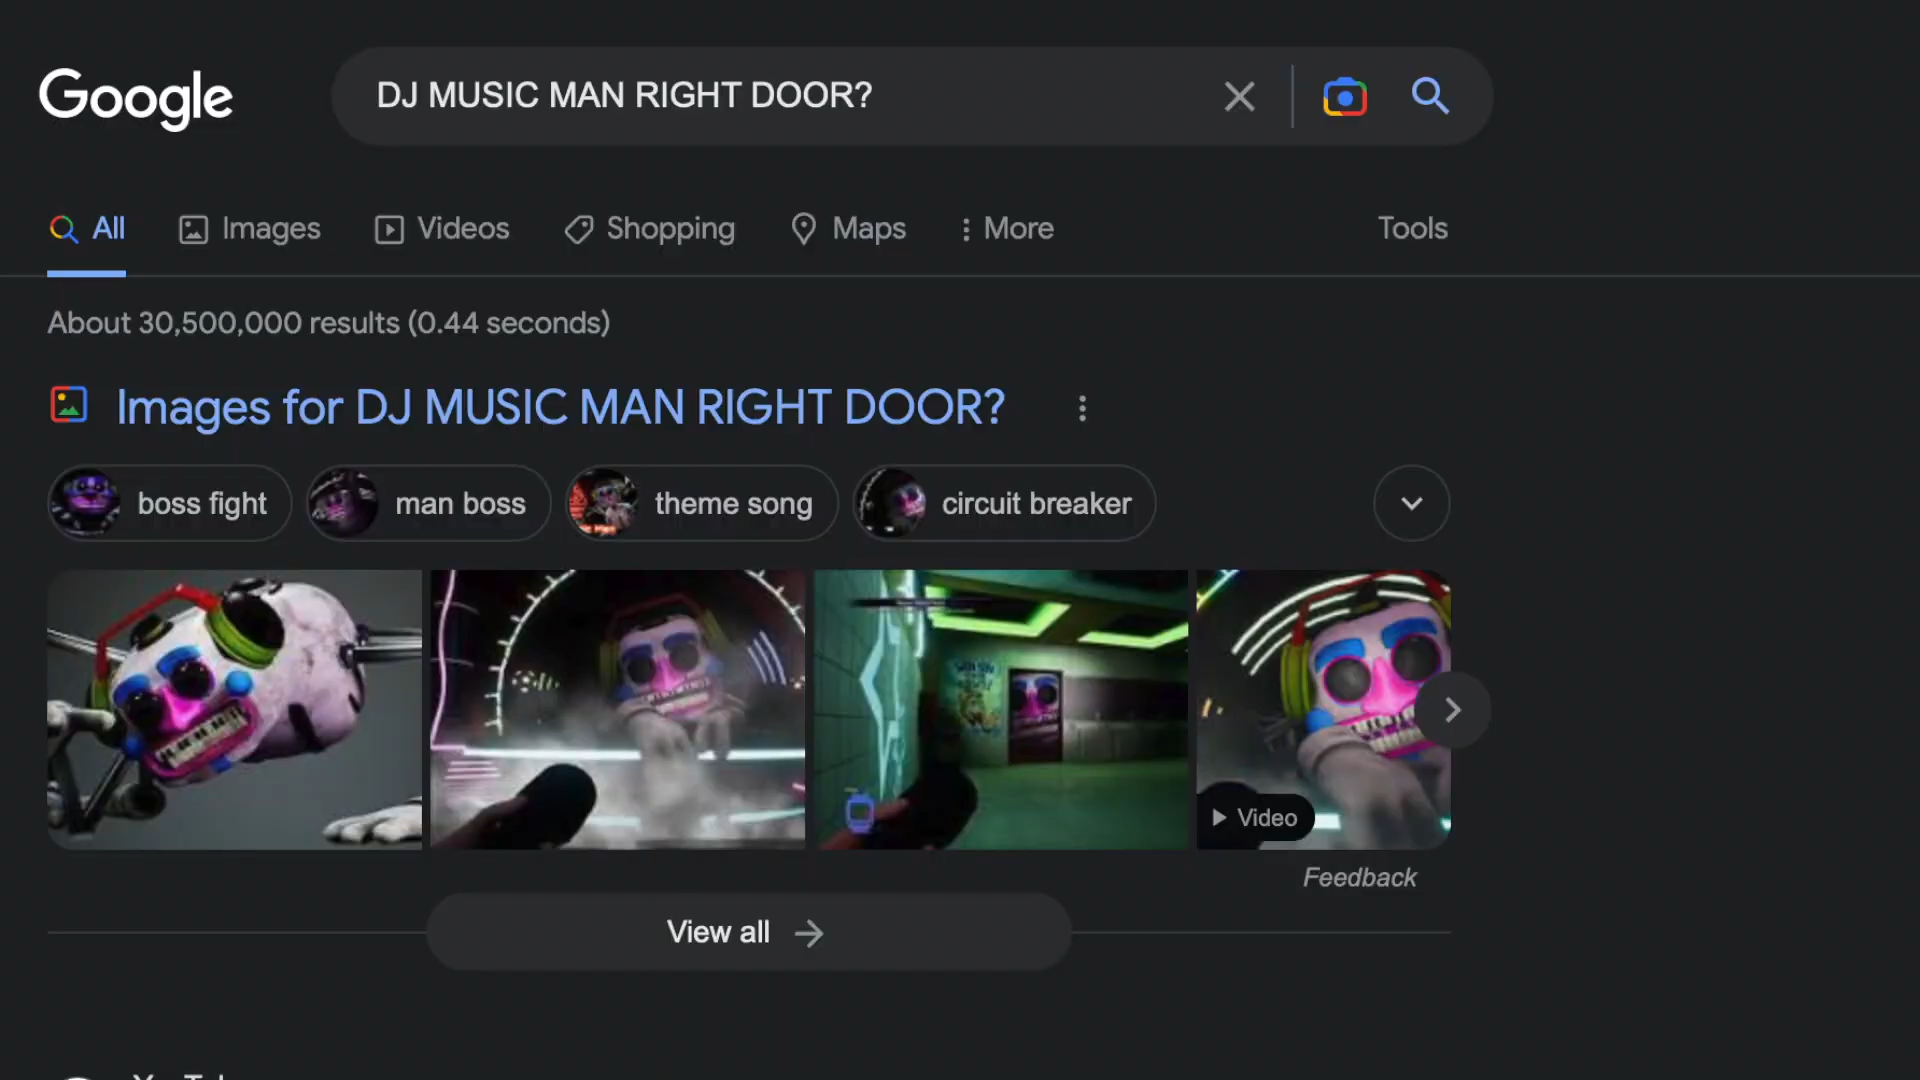 Google
DJ MUSIC MAN RIGHT DOOR?
All Images Videos Shopping Maps More Tools
About 30,500,000 results (0.44 seconds)
Images for DJ MUSIC MAN RIGHT DOOR?
boss fight man boss theme song circuit breaker
Video
Feedback
View all